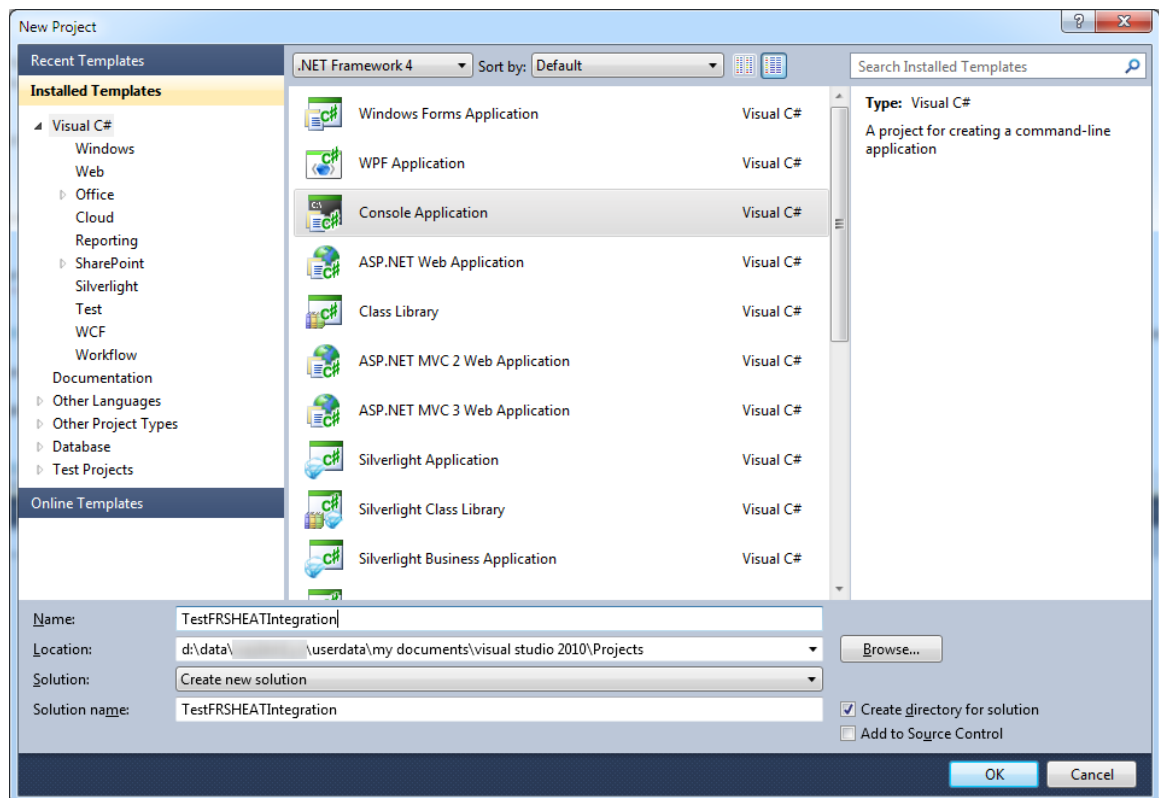 New Project
Recent Templates
Installed Templates
Visual C#
Windows
Web
Office
Cloud
Reporting
SharePoint
Silverlight
Test
WCF
Workflow
Documentation
Other Languages
Other Project Types
Database
Test Projects
Online Templates
.NET Framework 4 Sort by: Default
Windows Forms Application Visual C#
WPF Application Visual C#
Console Application Visual C#
ASP.NET Web Application Visual C#
Class Library Visual C#
ASP.NET MVC 2 Web Application Visual C#
ASP.NET MVC 3 Web Application Visual C#
Silverlight Application Visual C#
Silverlight Class Library Visual C#
Silverlight Business Application Visual C#
Search Installed Templates
Type: Visual C#
A project for creating a command-line
application
Name: TestFRSHEATIntegration
Location: d:\data\ \userdata\my documents\visual studio 2010\Projects Browse...
Solution: Create new solution
Solution name: TestFRSHEATIntegration
Create directory for solution
Add to Source Control
OK Cancel